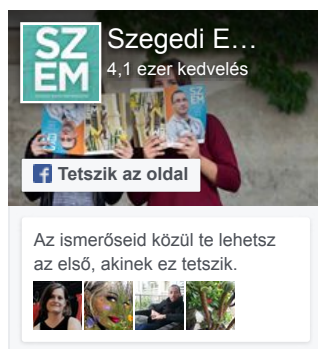 SZ
EM
Szegedi E...
4,1 ezer kedvelés
Tetszik az oldal
Az ismerőseid közül te lehetsz
az első, akinek ez tetszik.